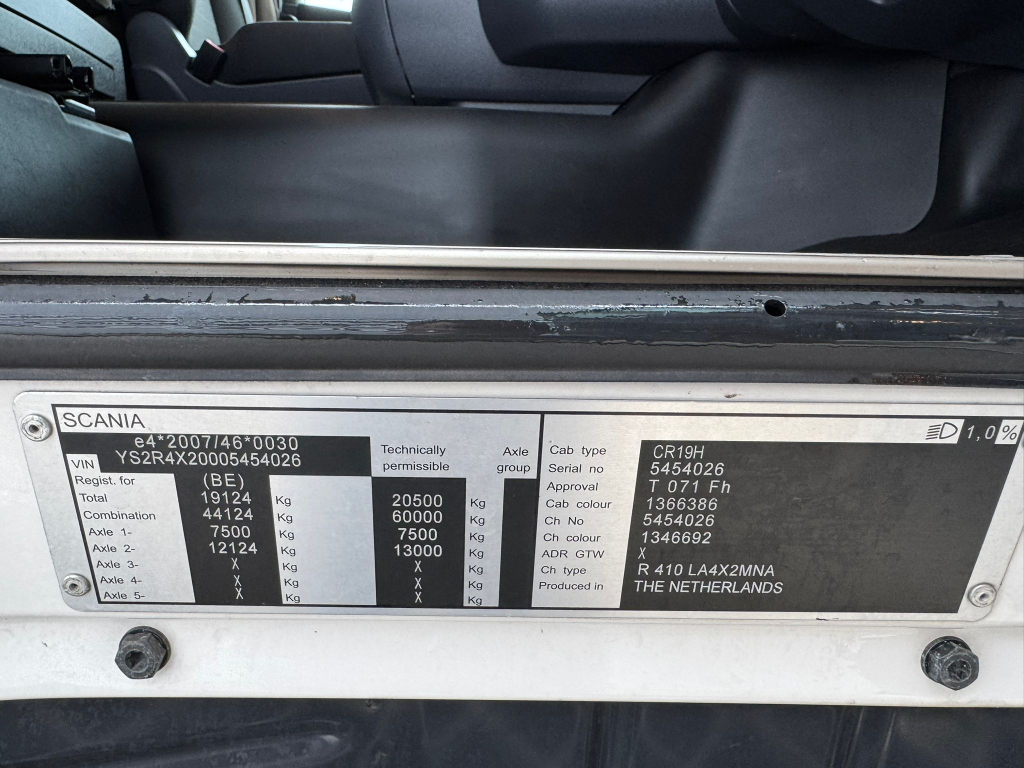 SCANIA
e4*2007/46*0030
VIN YS2R4X20005454026
Technically permissible
Axle group
Regist. for (BE)
Total 19124 Kg 20500 Kg
Combination 44124 Kg 60000 Kg
Axle 1- 7500 Kg 7500 Kg
Axle 2- 12124 Kg 13000 Kg
Axle 3- X Kg X Kg
Axle 4- X Kg X Kg
Axle 5- X Kg X Kg
1,0 %
Cab type CR19H
Serial no 5454026
Approval T 071 Fh
Cab colour 1366386
Ch No 5454026
Ch colour 1346692
ADR GTW X
Ch type R 410 LA4X2MNA
Produced in THE NETHERLANDS